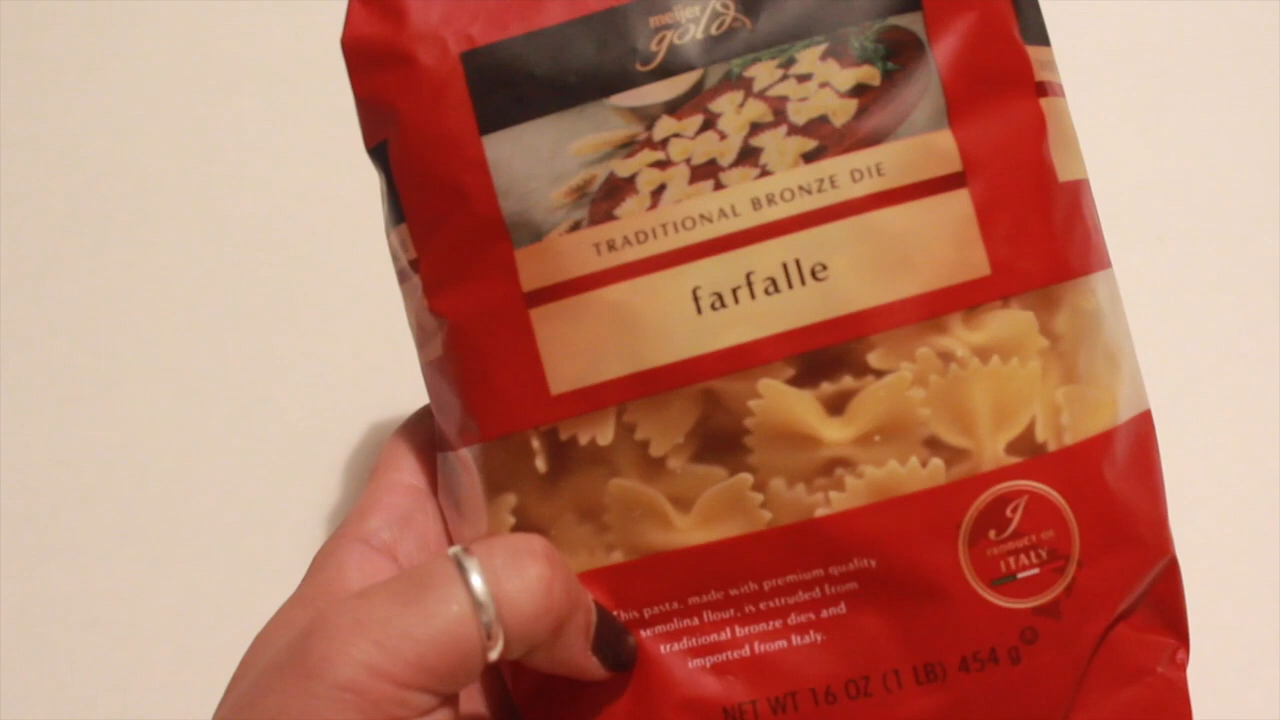 meijer
gold
TRADITIONAL BRONZE DIE
farfalle
J
PRODUCT OF
ITALY
This pasta, made with premium quality
semolina flour, is extruded from
traditional bronze dies and
imported from Italy.
NET WT 16 OZ (1 LB) 454 g